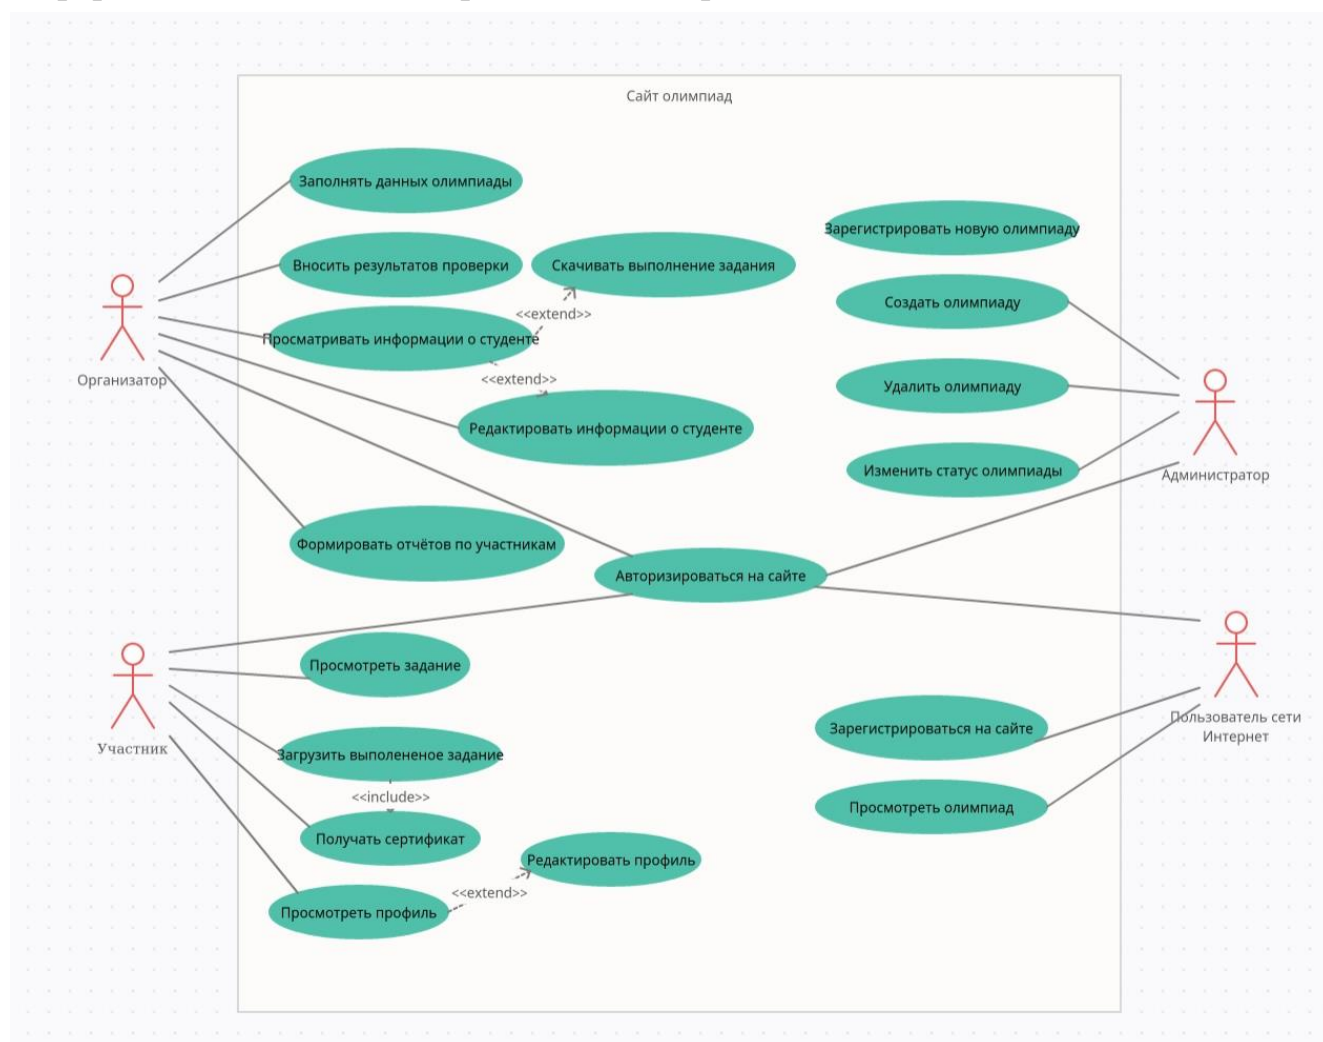 Сайт олимпиад
Заполнять данных олимпиады
Зарегистрировать новую олимпиаду
Вносить результатов проверки
Скачивать выполнение задания
Создать олимпиаду
<<extend>>
Просматривать информации о студенте
Организатор
<<extend>>
Удалить олимпиаду
Редактировать информации о студенте
Изменить статус олимпиады
Администратор
Формировать отчётов по участникам
Авторизироваться на сайте
Просмотреть задание
Участник
Пользователь сети
Интернет
Зарегистрироваться на сайте
Загрузить выполененое задание
<<include>>
Просмотреть олимпиад
Получать сертификат
Редактировать профиль
<<extend>>
Просмотреть профиль